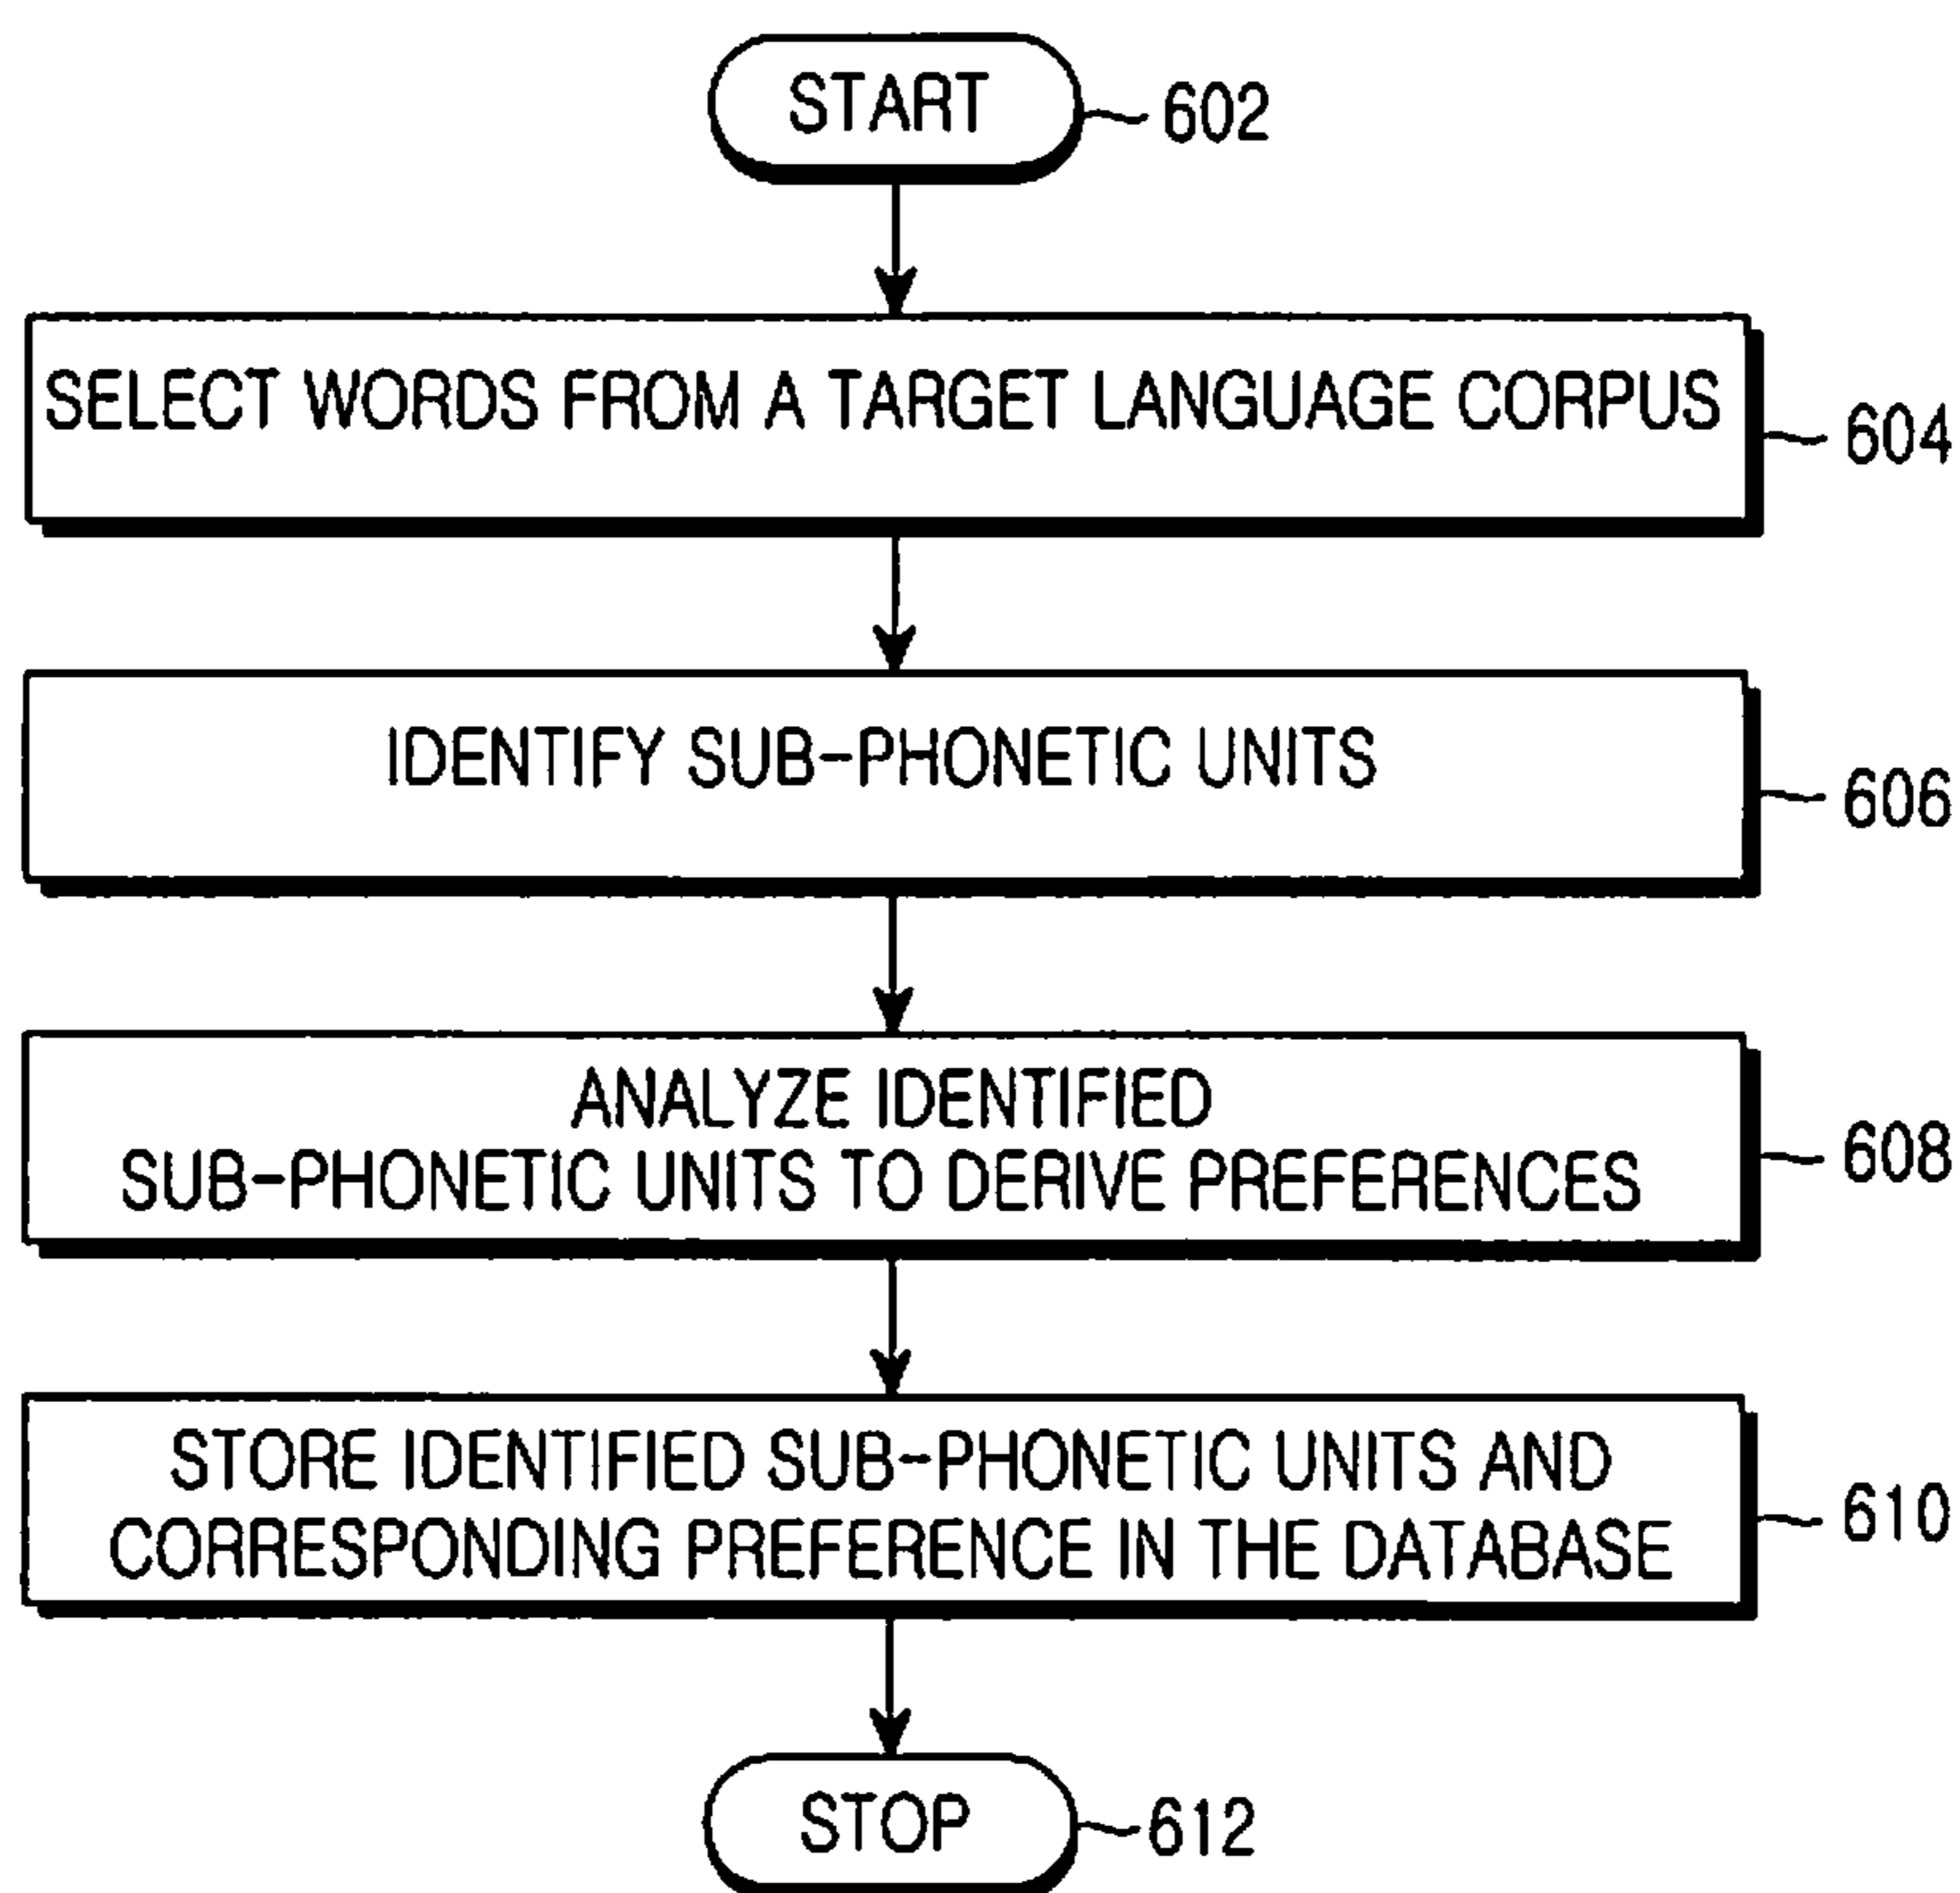 START
602
SELECT WORDS FROM A TARGET LANGUAGE CORPUS
604
IDENTIFY SUB-PHONETIC UNITS
606
ANALYZE IDENTIFIED
SUB-PHONETIC UNITS TO DERIVE PREFERENCES
608
STORE IDENTIFIED SUB-PHONETIC UNITS AND
CORRESPONDING PREFERENCE IN THE DATABASE
610
STOP
612